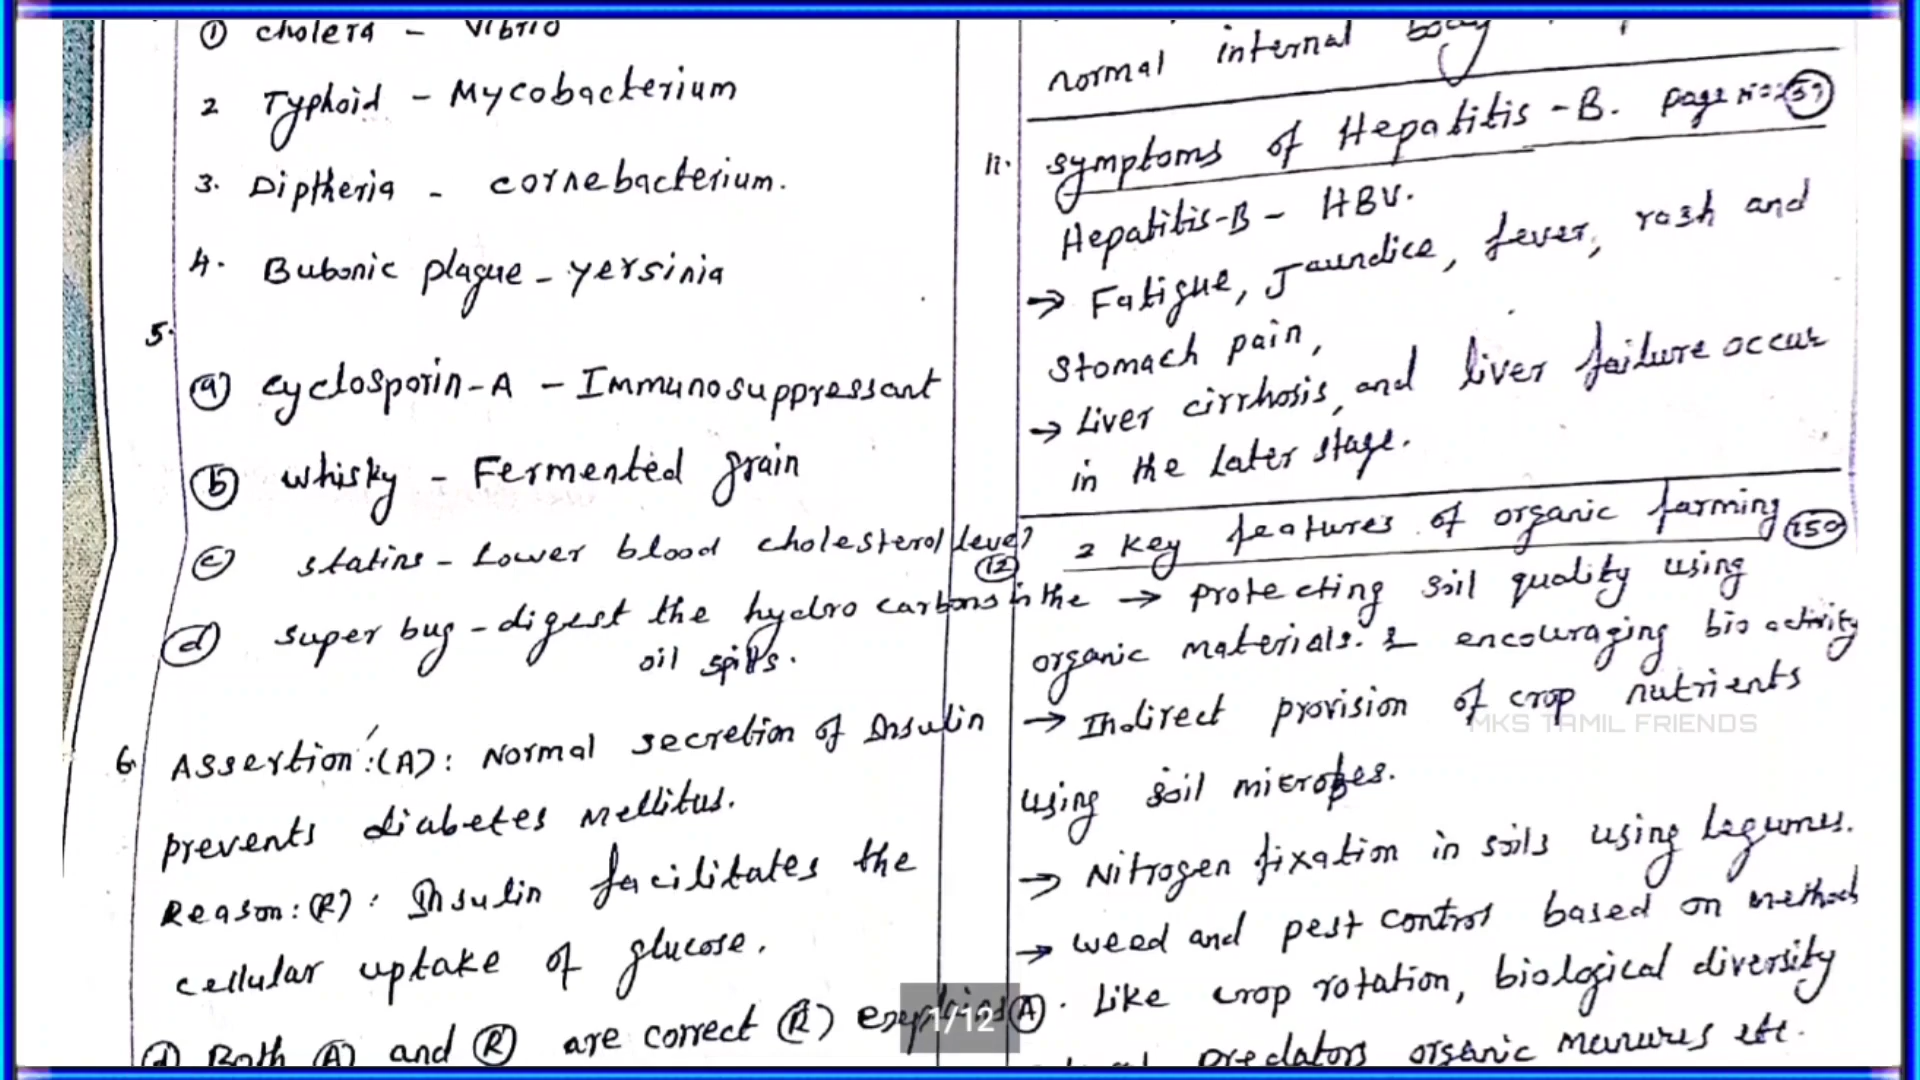 ① cholera - Vibrio
2 Typhoid - Mycobacterium
3. Diptheria - cornebacterium.
4. Bubonic plague - yersinia
5.
(a) cyclosporin-A - Immunosuppressant
(b) whisky - Fermented grain
(c) statins - Lower blood cholesterol level
(d) super bug - digest the hydro carbons in the
oil spills.
6. Assertion:(A): Normal secretion of Insulin
prevents diabetes mellitus.
Reason:(R): Insulin facilitates the
cellular uptake of glucose.
(d) Both (A) and (R) are correct (R) explains (A).
normal internal body
11. symptoms of Hepatitis-B. page
Hepatitis-B - HBV.
→ Fatigue, Jaundice, fever, rash and
stomach pain,
→ Liver cirrhosis, and liver failure occur
in the later stage.
(12) 2 key features of organic farming (150)
→ protecting soil quality using
organic materials. & encouraging bio activity
→ Indirect provision of crop nutrients
using soil microbes.
→ Nitrogen fixation in soils using legumes.
→ weed and pest control based on methods
Like crop rotation, biological diversity
predators organic manures etc.
MKS TAMIL FRIENDS
1/12